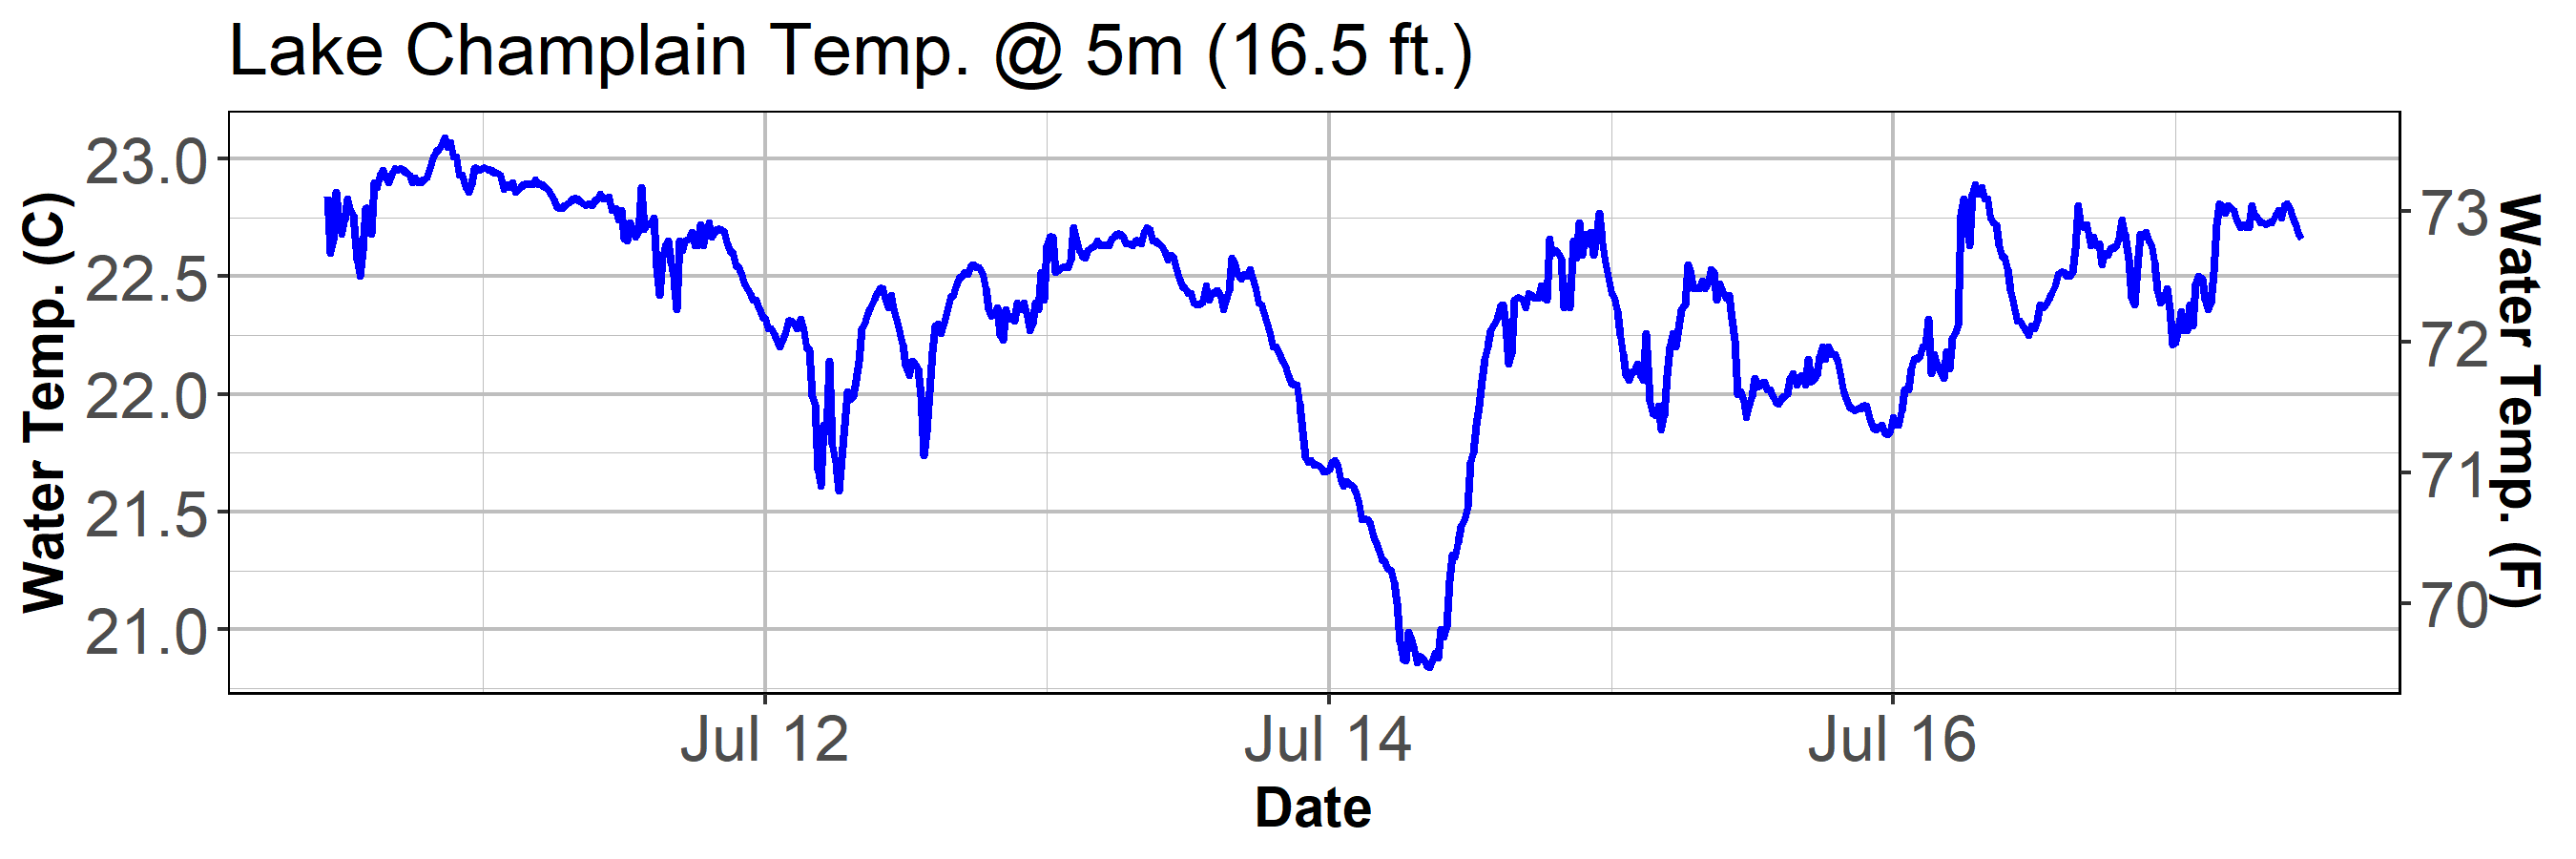 Lake Champlain Temp. @ 5m (16.5 ft.)
Water Temp. (C)
23.0
22.5
22.0
21.5
21.0
73
72
71
70
Water Temp. (F)
Jul 12
Jul 14
Jul 16
Date